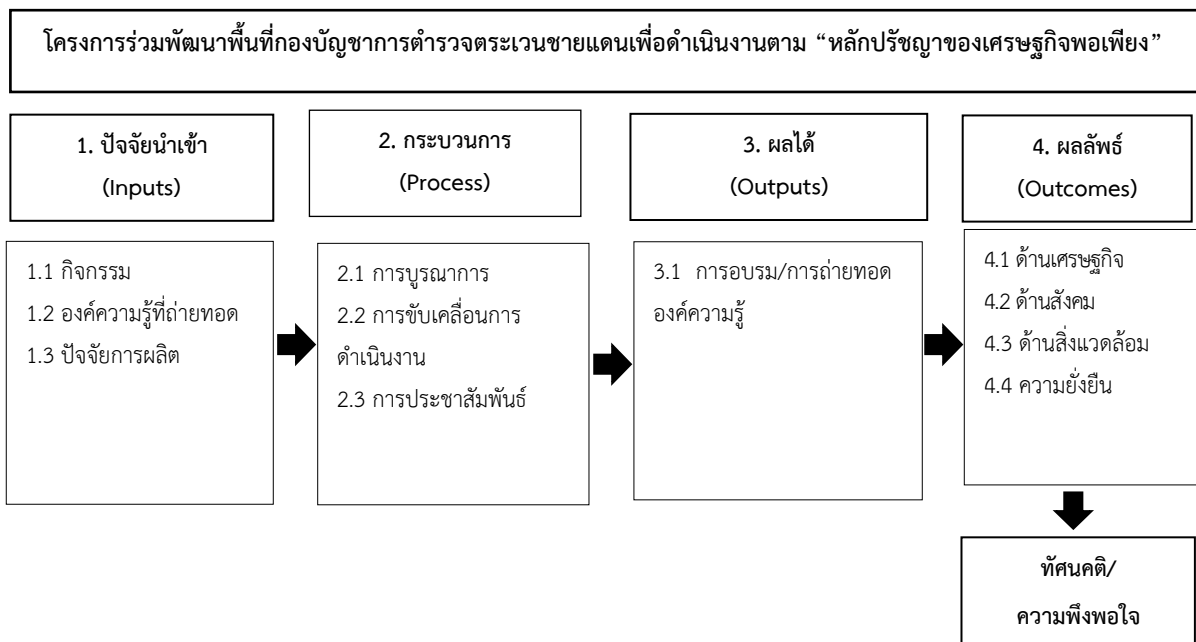 โครงการร่วมพัฒนาพื้นที่กองบัญชาการตำรวจตระเวนชายแดนเพื่อดำเนินงานตาม “หลักปรัชญาของเศรษฐกิจพอเพียง”
1. ปัจจัยนำเข้า
(Inputs)
2. กระบวนการ
(Process)
3. ผลได้
(Outputs)
4. ผลลัพธ์
(Outcomes)
1.1 กิจกรรม
1.2 องค์ความรู้ที่ถ่ายทอด
1.3 ปัจจัยการผลิต
2.1 การบูรณาการ
2.2 การขับเคลื่อนการ
ดำเนินงาน
2.3 การประชาสัมพันธ์
3.1 การอบรม/การถ่ายทอด
องค์ความรู้
4.1 ด้านเศรษฐกิจ
4.2 ด้านสังคม
4.3 ด้านสิ่งแวดล้อม
4.4 ความยั่งยืน
ทัศนคติ/
ความพึงพอใจ